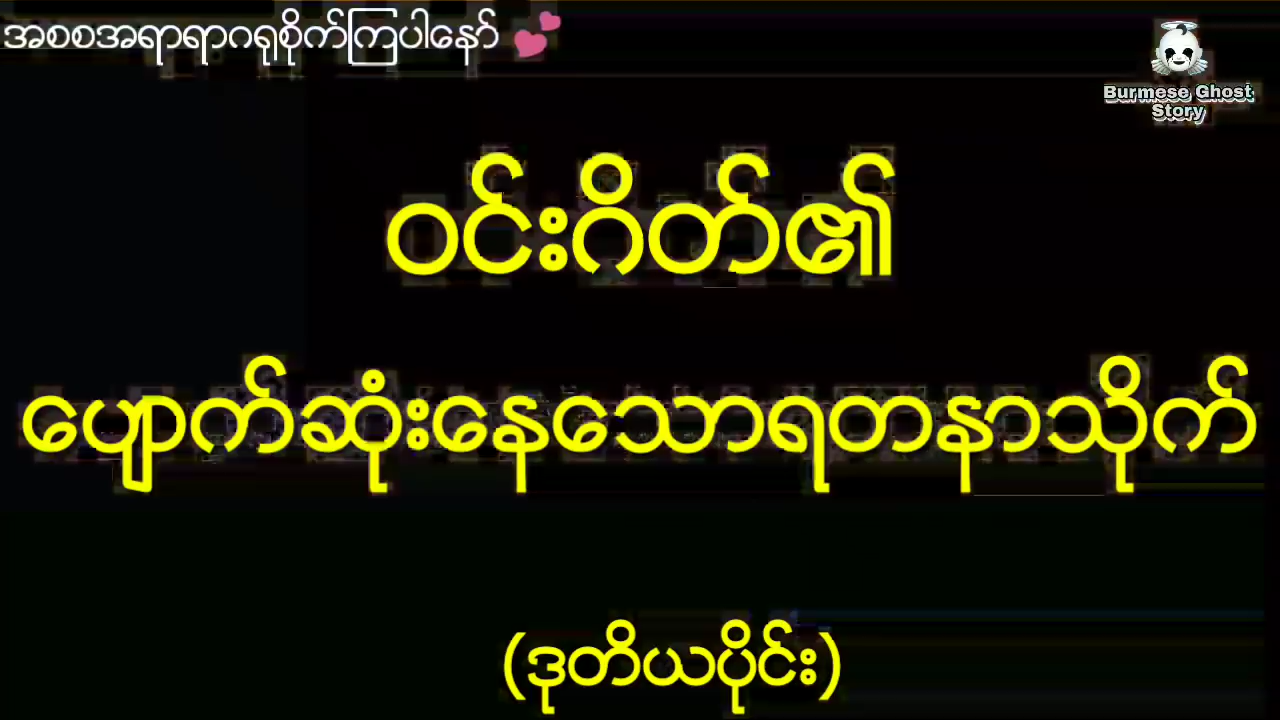 အစစအရာရာဂရုစိုက်ကြပါနော် 💕
Burmese Ghost
Story
ဝင်းဂိတ်၏
ပျောက်ဆုံးနေသောရတနာသိုက်
(ဒုတိယပိုင်း)